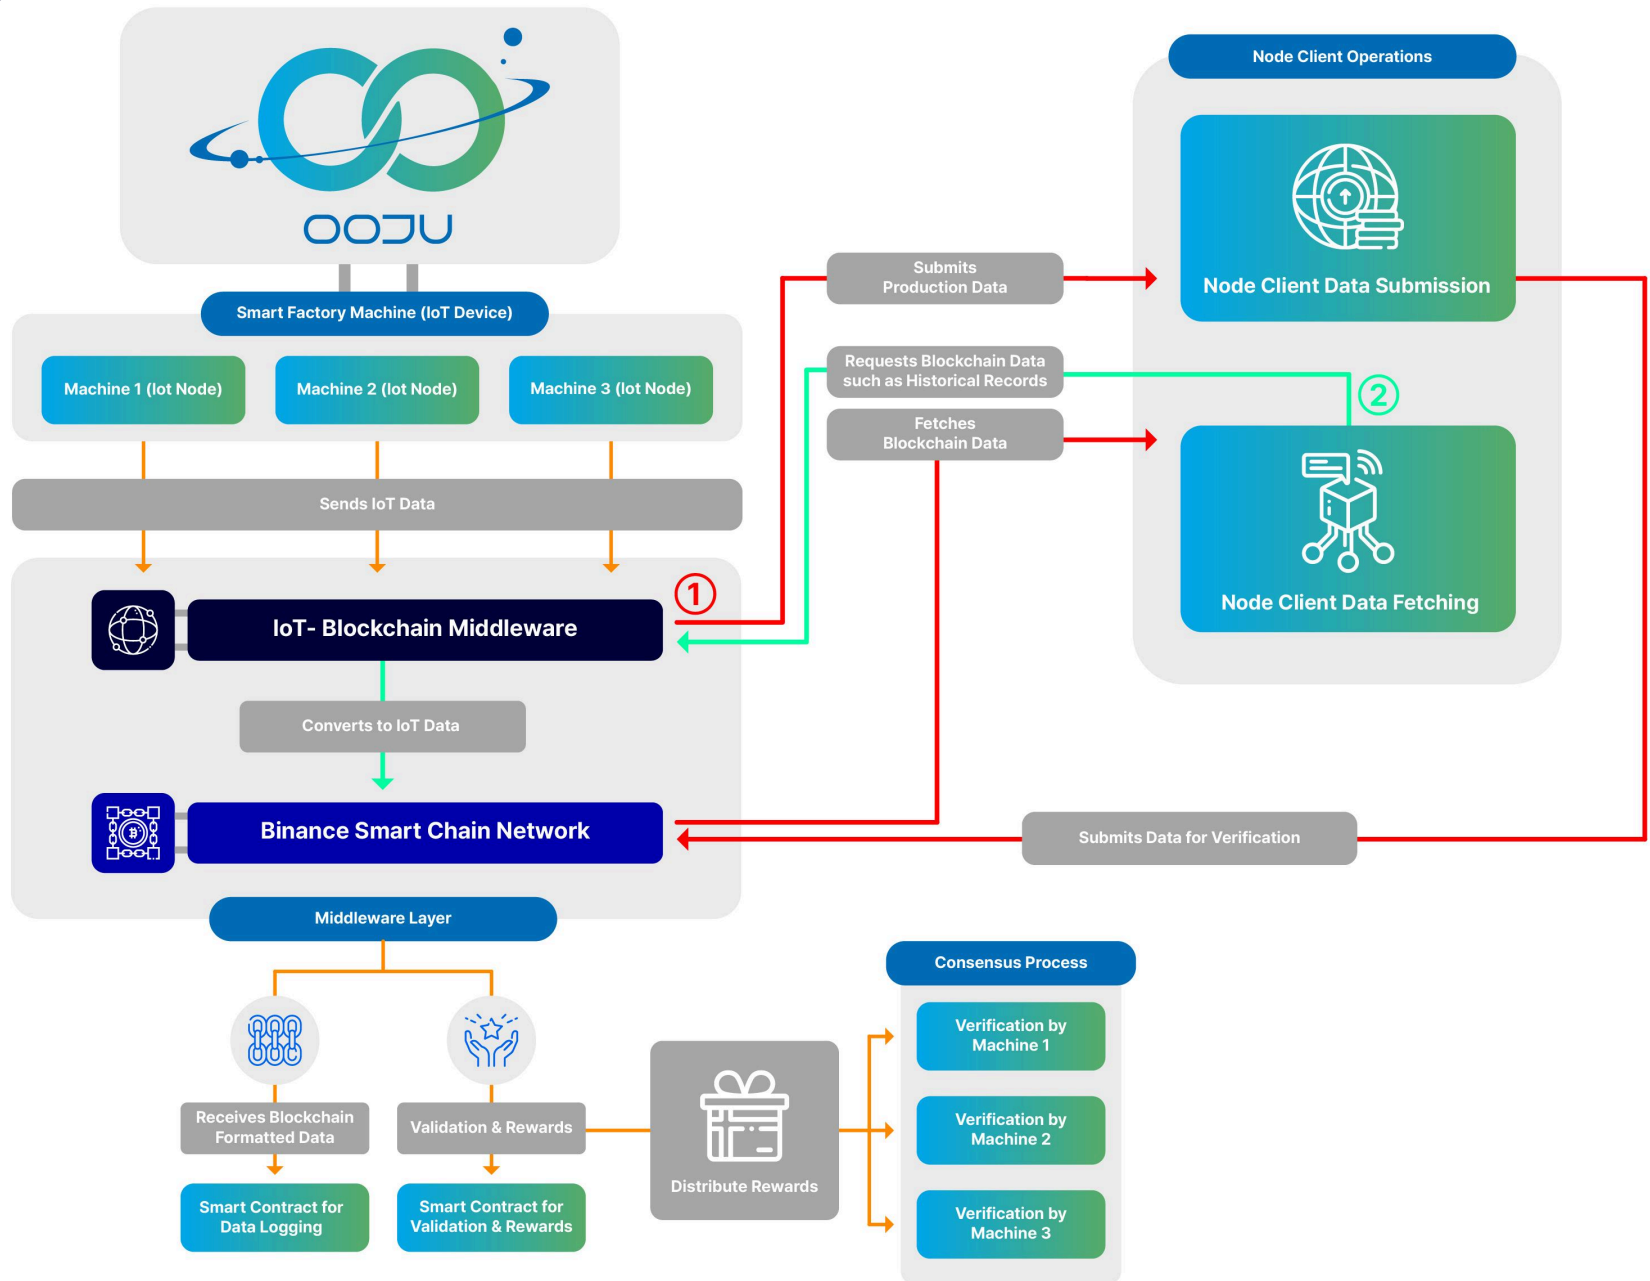 OOJU
Smart Factory Machine (IoT Device)
Machine 1 (Iot Node)
Machine 2 (Iot Node)
Machine 3 (Iot Node)
Sends IoT Data
IoT- Blockchain Middleware
1
Converts to IoT Data
Binance Smart Chain Network
Middleware Layer
Node Client Operations
Node Client Data Submission
Submits
Production Data
Requests Blockchain Data
such as Historical Records
2
Fetches
Blockchain Data
Node Client Data Fetching
Submits Data for Verification
Receives Blockchain
Formatted Data
Validation & Rewards
Smart Contract for
Data Logging
Smart Contract for
Validation & Rewards
Distribute Rewards
Consensus Process
Verification by
Machine 1
Verification by
Machine 2
Verification by
Machine 3